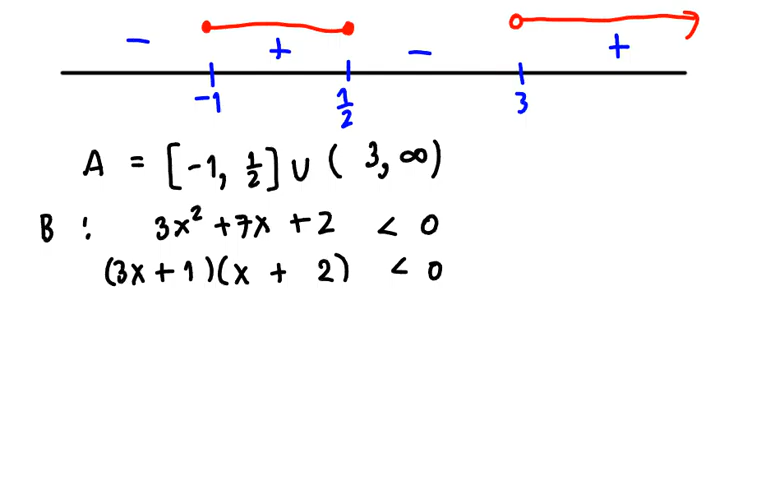 − + − +
−1 1/2 3
A = [-1, 1/2] ∪ (3, ∞)
B : 3x² + 7x + 2 < 0
(3x + 1)(x + 2) < 0